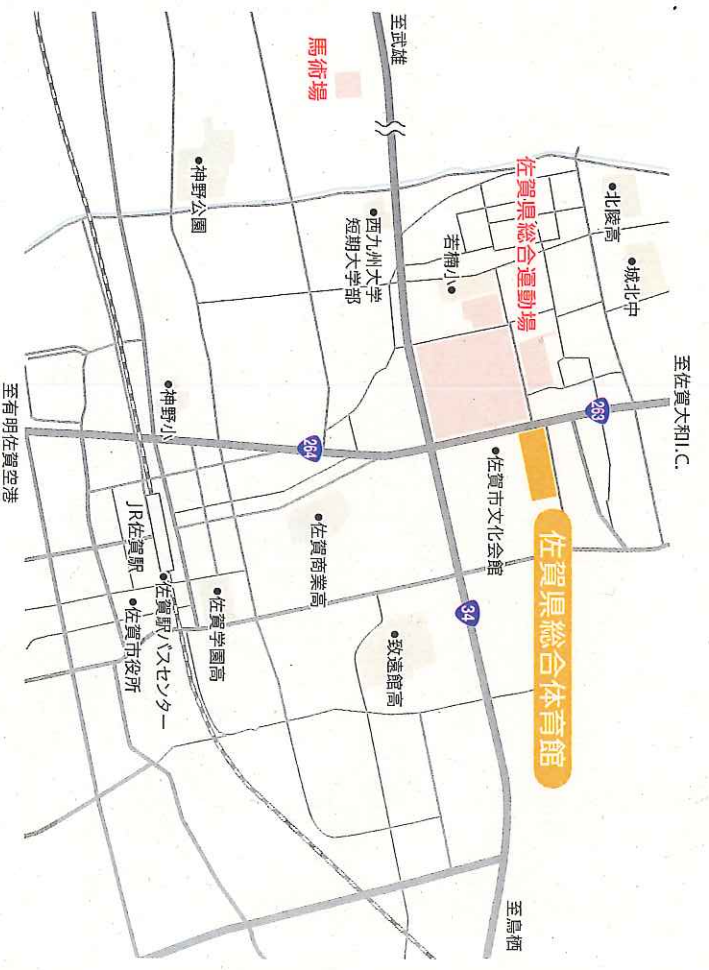 至武雄
馬術場
●神野公園
●西九州大学
短期大学部
若楠小●
佐賀県総合運動場
●北陵高
●城北中
至佐賀大和I.C.
263
佐賀県総合体育館
●佐賀市文化会館
34
264
●神野小
至有明佐賀空港
JR佐賀駅
●佐賀駅バスセンター
●佐賀市役所
●佐賀学園高
●佐賀商業高
●致遠館高
至鳥栖